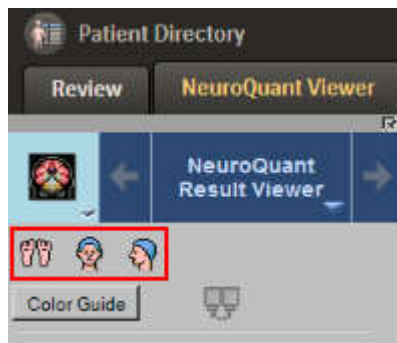 Patient Directory
Review
NeuroQuant Viewer
NeuroQuant
Result Viewer
Color Guide